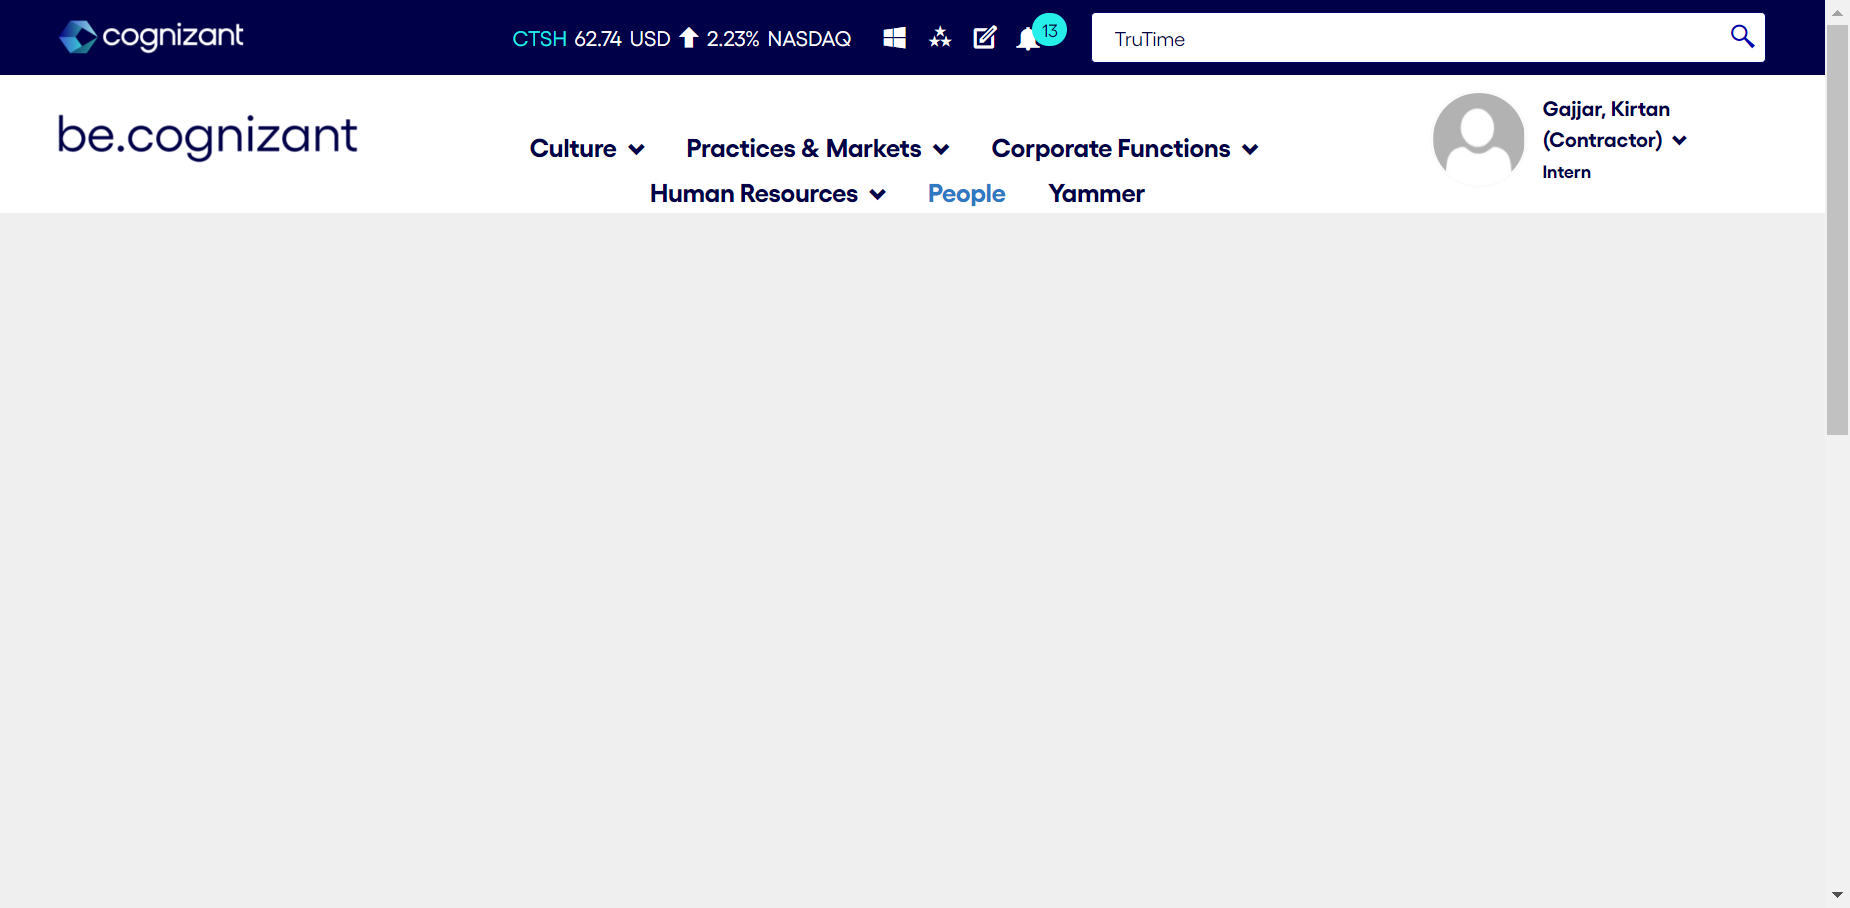 cognizant
CTSH 62.74 USD 2.23% NASDAQ
13
TruTime
be.cognizant
Culture
Practices & Markets
Corporate Functions
Human Resources
People
Yammer
Gajjar, Kirtan
(Contractor)
Intern